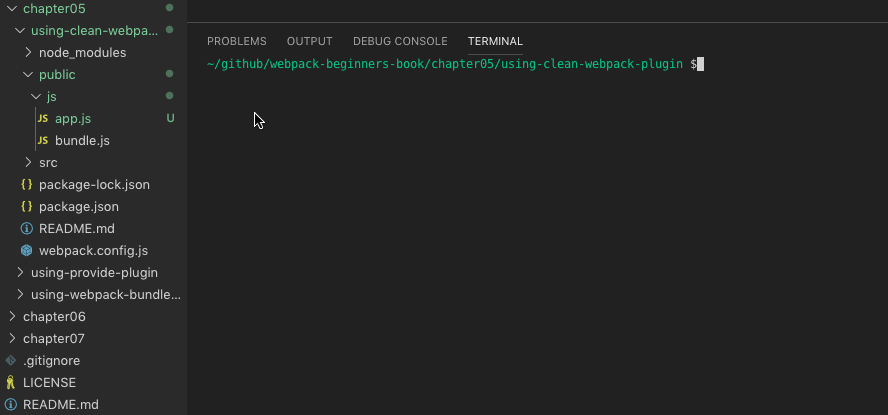 chapter05
using-clean-webpa...
node_modules
public
js
JS app.js U
JS bundle.js
src
{} package-lock.json
{} package.json
README.md
webpack.config.js
using-provide-plugin
using-webpack-bundle...
chapter06
chapter07
.gitignore
LICENSE
README.md
PROBLEMS OUTPUT DEBUG CONSOLE TERMINAL
~/github/webpack-beginners-book/chapter05/using-clean-webpack-plugin $